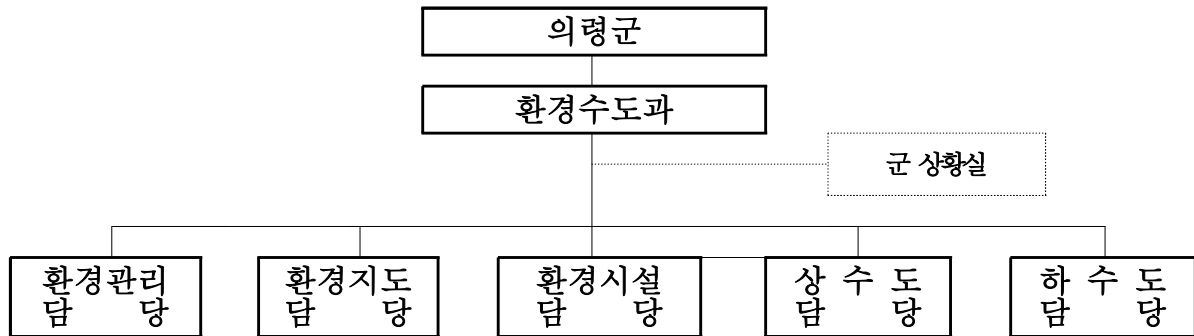 의령군
환경수도과
군 상황실
환경관리
담 당
환경지도
담 당
환경시설
담 당
상 수 도
담 당
하 수 도
담 당